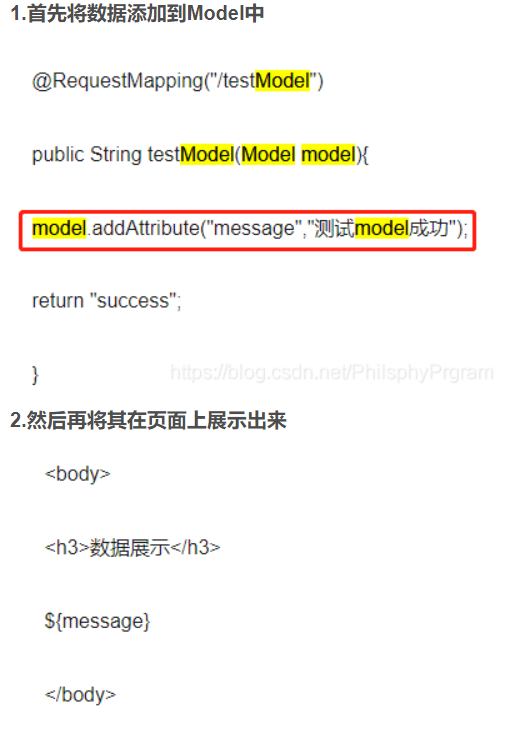 1.首先将数据添加到Model中
@RequestMapping("/testModel")
public String testModel(Model model){
model.addAttribute("message","测试model成功");
return "success";
}
https://blog.csdn.net/PhilsphyPrgram
2.然后再将其在页面上展示出来
<body>
<h3>数据展示</h3>
${message}
</body>